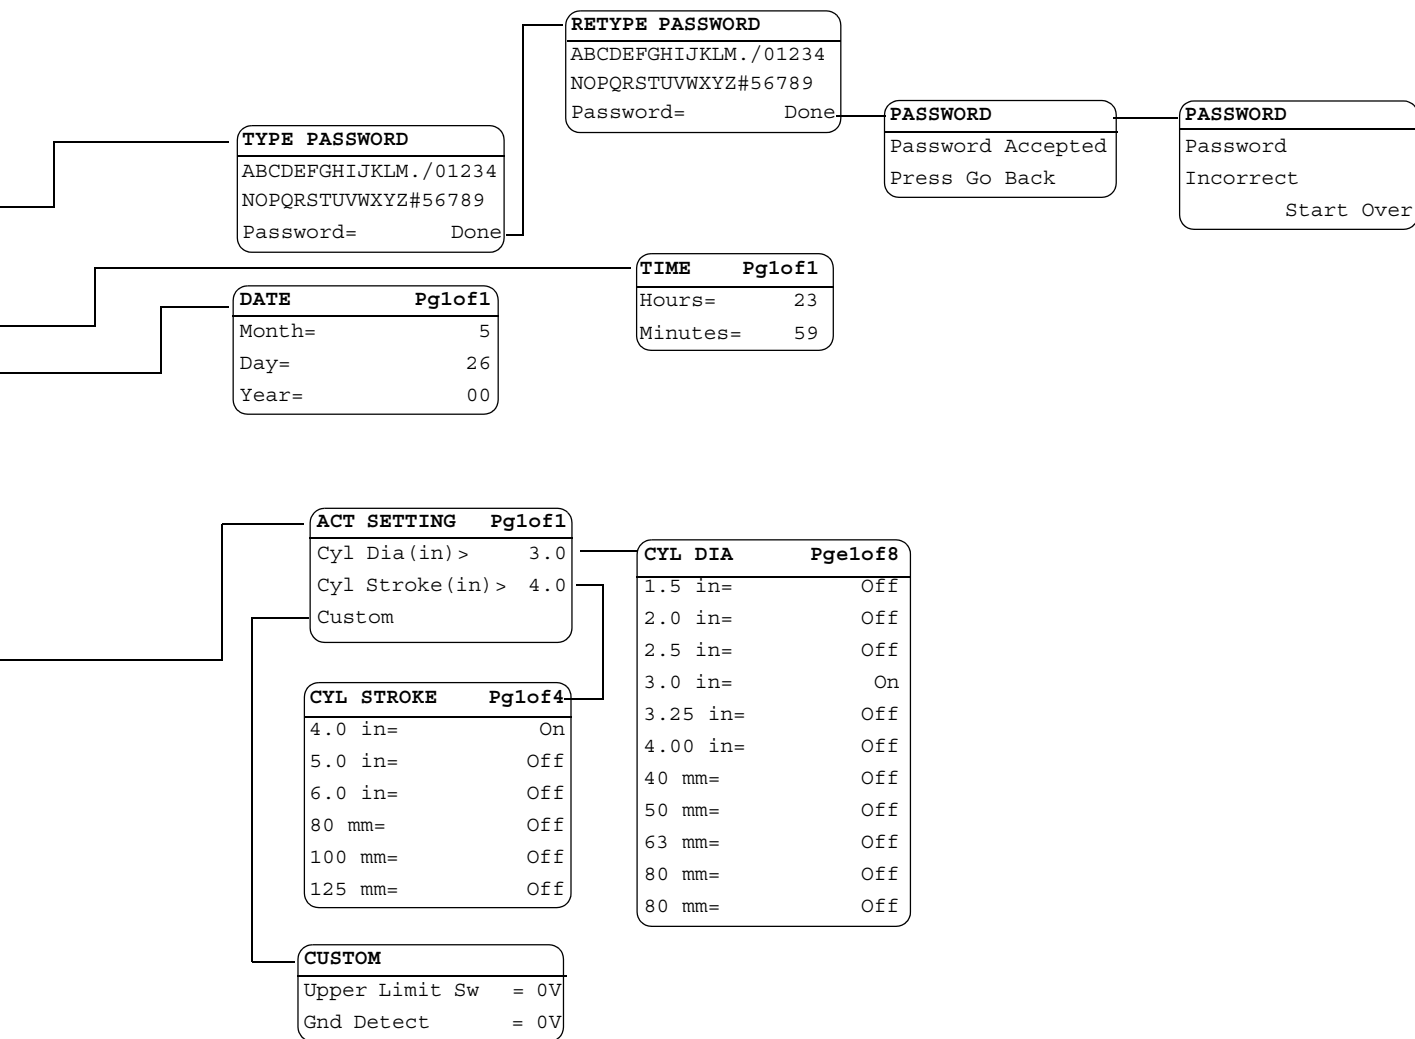 RETYPE PASSWORD
ABCDEFGHIJKLM./01234
NOPQRSTUVWXYZ#56789
Password= Done
TYPE PASSWORD
ABCDEFGHIJKLM./01234
NOPQRSTUVWXYZ#56789
Password= Done
PASSWORD
Password Accepted
Press Go Back
PASSWORD
Password
Incorrect
Start Over
TIME Pg1of1
Hours= 23
Minutes= 59
DATE Pg1of1
Month= 5
Day= 26
Year= 00
ACT SETTING Pg1of1
Cyl Dia(in)> 3.0
Cyl Stroke(in)> 4.0
Custom
CYL DIA Pge1of8
1.5 in= Off
2.0 in= Off
2.5 in= Off
3.0 in= On
3.25 in= Off
4.00 in= Off
40 mm= Off
50 mm= Off
63 mm= Off
80 mm= Off
80 mm= Off
CYL STROKE Pg1of4
4.0 in= On
5.0 in= Off
6.0 in= Off
80 mm= Off
100 mm= Off
125 mm= Off
CUSTOM
Upper Limit Sw = 0V
Gnd Detect = 0V